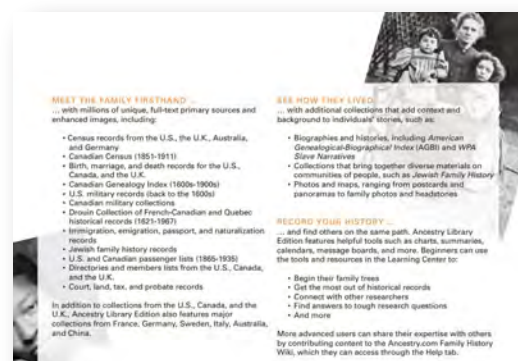 MEET THE FAMILY FIRSTHAND ...
... with millions of unique, full-text primary sources and
enhanced images, including:
• Census records from the U.S., the U.K., Australia,
and Germany
• Canadian Census (1851-1911)
• Birth, marriage, and death records for the U.S.,
Canada, and the U.K.
• Canadian Genealogy Index (1600s-1900s)
• U.S. military records (back to the 1600s)
• Canadian military collections
• Drouin Collection of French-Canadian and Quebec
historical records (1621-1967)
• Immigration, emigration, passport, and naturalization
records
• Jewish family history records
• U.S. and Canadian passenger lists (1865-1935)
• Directories and members lists from the U.S., Canada,
and the U.K.
• Court, land, tax, and probate records
In addition to collections from the U.S., Canada, and the
U.K., Ancestry Library Edition also features major
collections from France, Germany, Sweden, Italy, Australia,
and China.
SEE HOW THEY LIVED ...
... with additional collections that add context and
background to individuals' stories, such as:
• Biographies and histories, including American
Genealogical-Biographical Index (AGBI) and WPA
Slave Narratives
• Collections that bring together diverse materials on
communities of people, such as Jewish Family History
• Photos and maps, ranging from postcards and
panoramas to family photos and headstones
RECORD YOUR HISTORY ...
... and find others on the same path. Ancestry Library
Edition features helpful tools such as charts, summaries,
calendars, message boards, and more. Beginners can use
the tools and resources in the Learning Center to:
• Begin their family trees
• Get the most out of historical records
• Connect with other researchers
• Find answers to tough research questions
• And more
More advanced users can share their expertise with others
by contributing content to the Ancestry.com Family History
Wiki, which they can access through the Help tab.